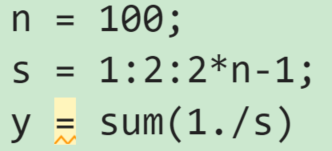 n = 100;
s = 1:2:2*n-1;
y = sum(1./s)